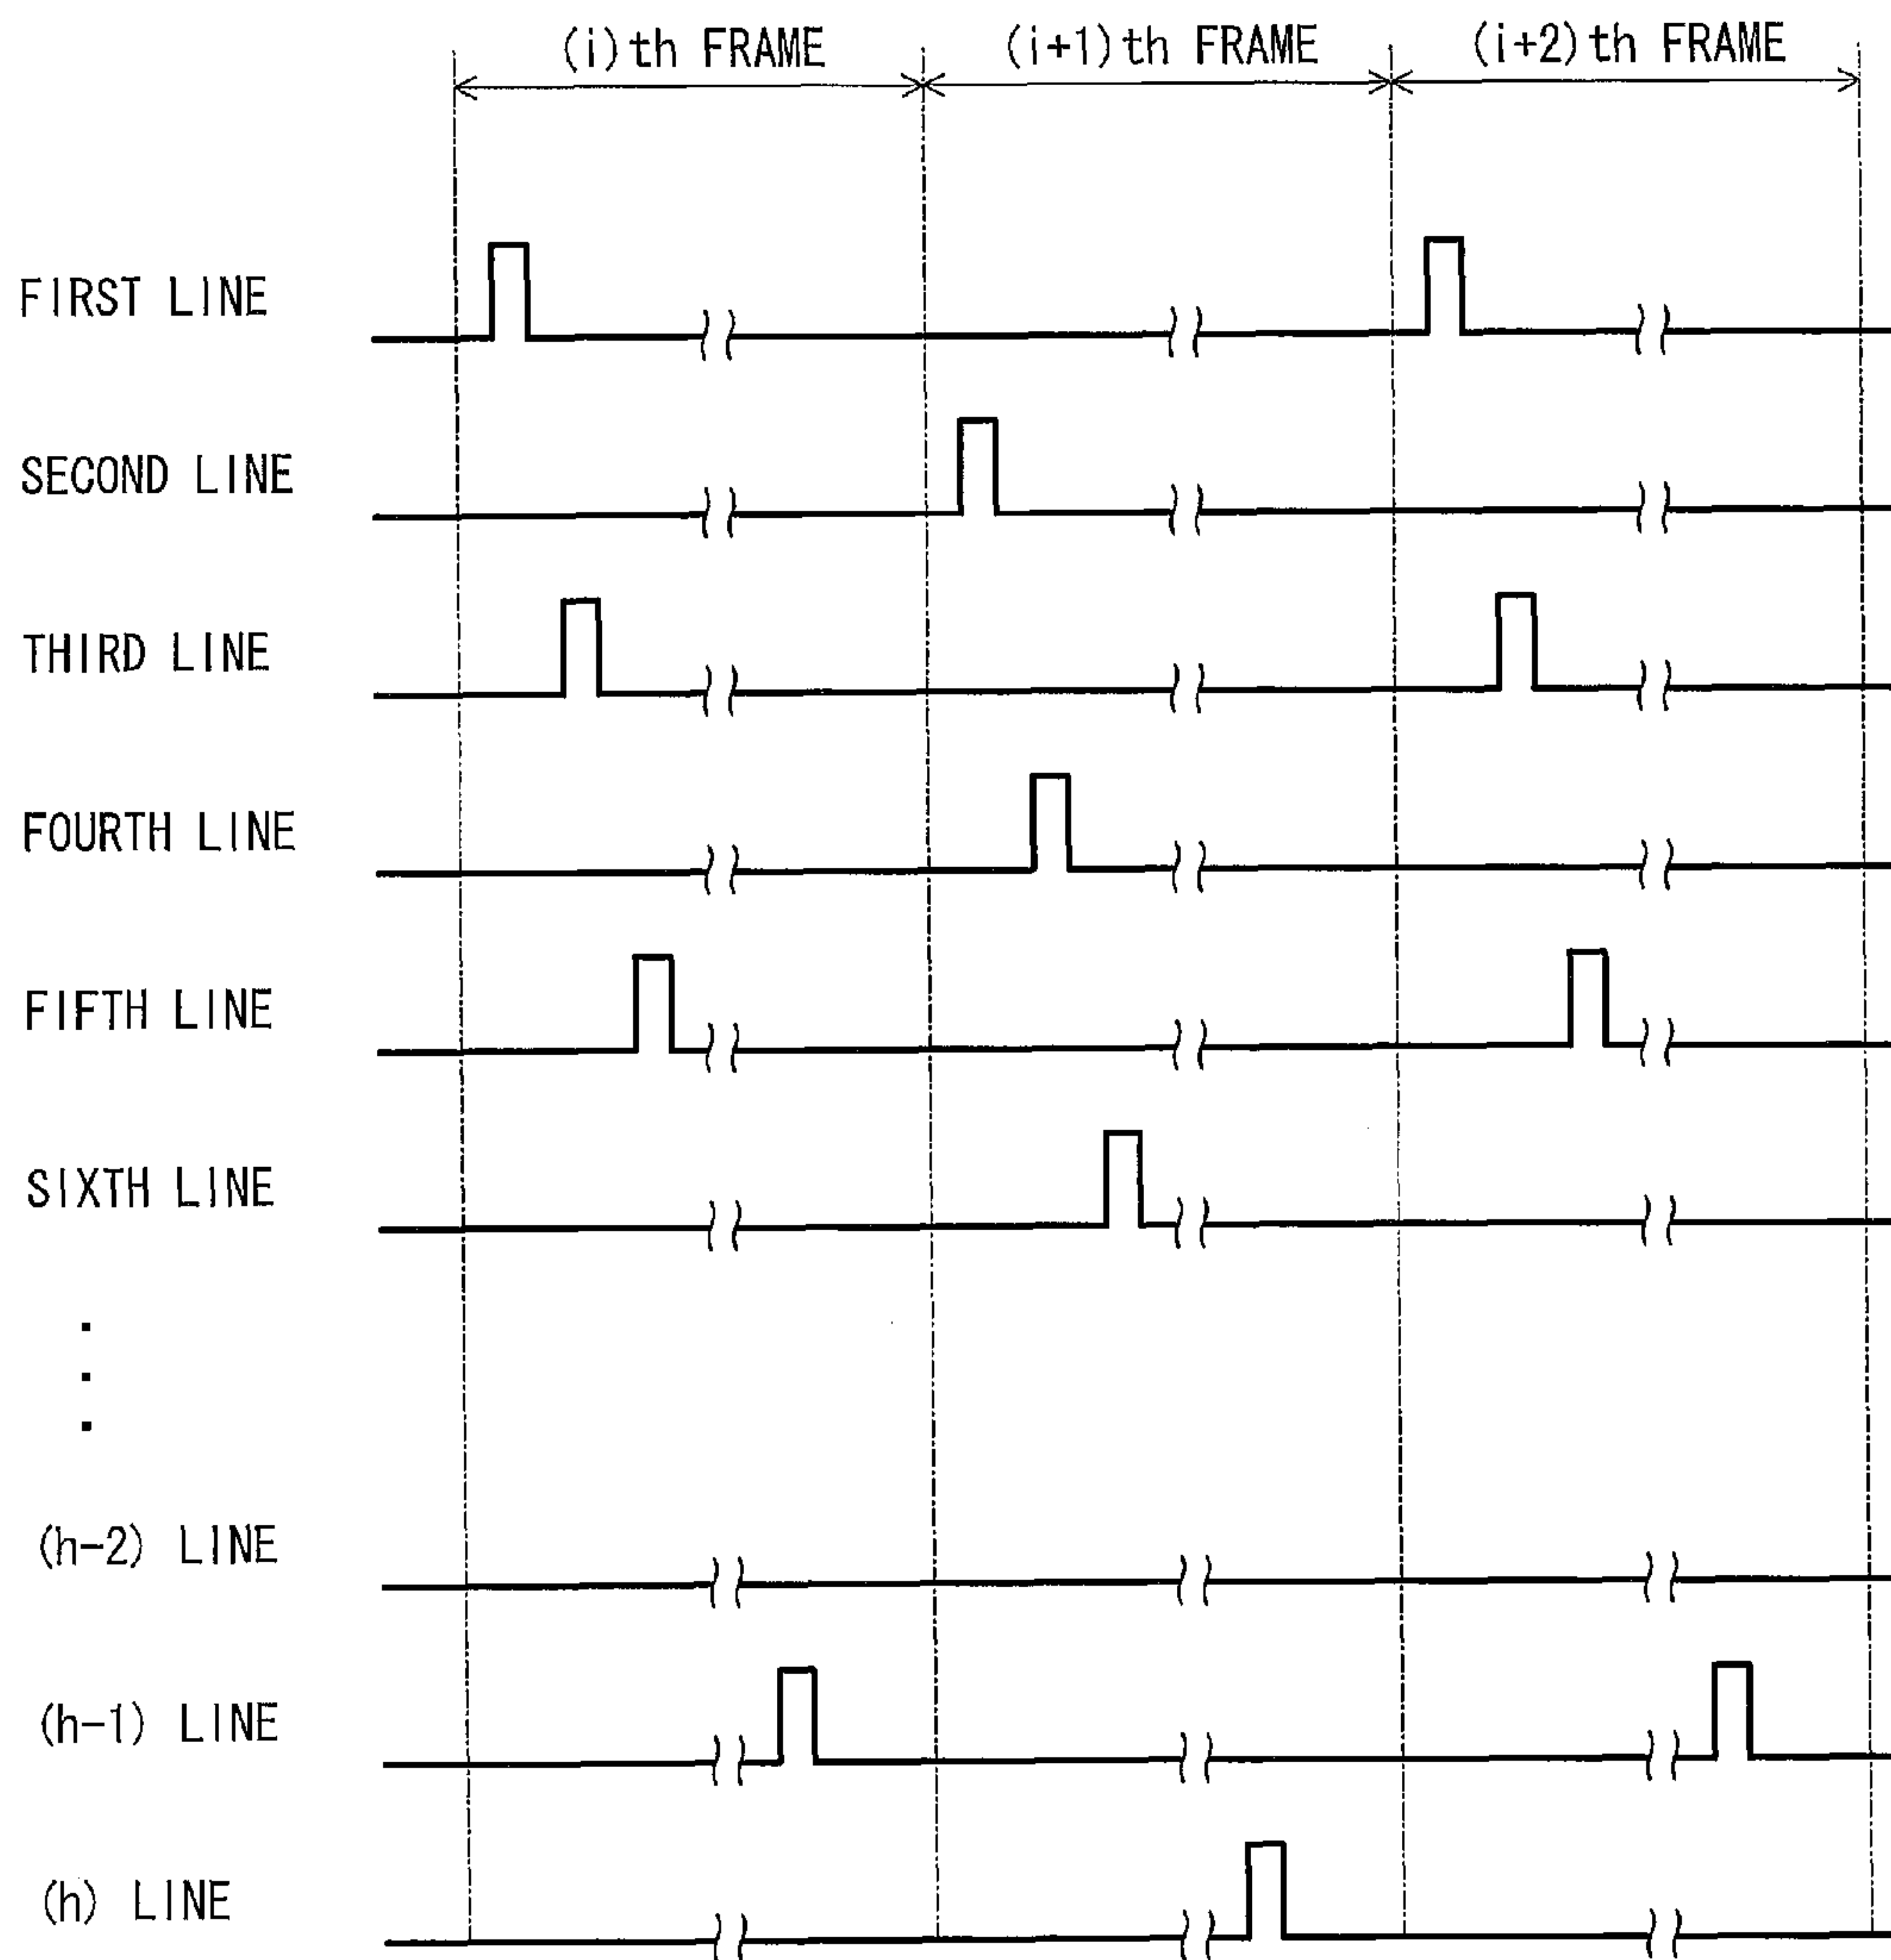 (i)th FRAME (i+1)th FRAME (i+2)th FRAME
FIRST LINE
SECOND LINE
THIRD LINE
FOURTH LINE
FIFTH LINE
SIXTH LINE
(h-2) LINE
(h-1) LINE
(h) LINE